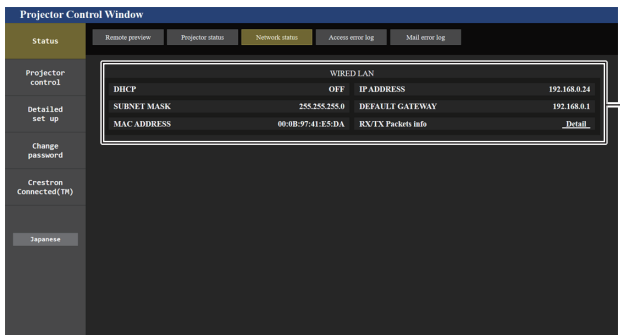 Projector Control Window
Status
Remote preview
Projector status
Network status
Access error log
Mail error log
Projector
control
Detailed
set up
Change
password
Crestron
Connected(TM)
Japanese
WIRED LAN
DHCP OFF IP ADDRESS 192.168.0.24
SUBNET MASK 255.255.255.0 DEFAULT GATEWAY 192.168.0.1
MAC ADDRESS 00:0B:97:41:E5:DA RX/TX Packets info Detail